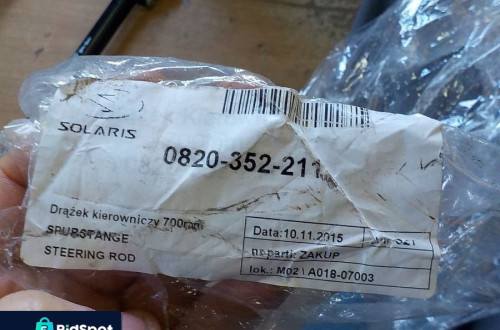 SOLARIS
0820-352-211
Drążek kierowniczy 700mm
SPURSTANGE
STEERING ROD
Data: 10.11.2015
nr partii: ZAKUP
lok.: M02 \ A018-07003
BidSpot